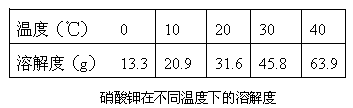 温度（℃） 0 10 20 30 40
溶解度（g） 13.3 20.9 31.6 45.8 63.9
硝酸钾在不同温度下的溶解度